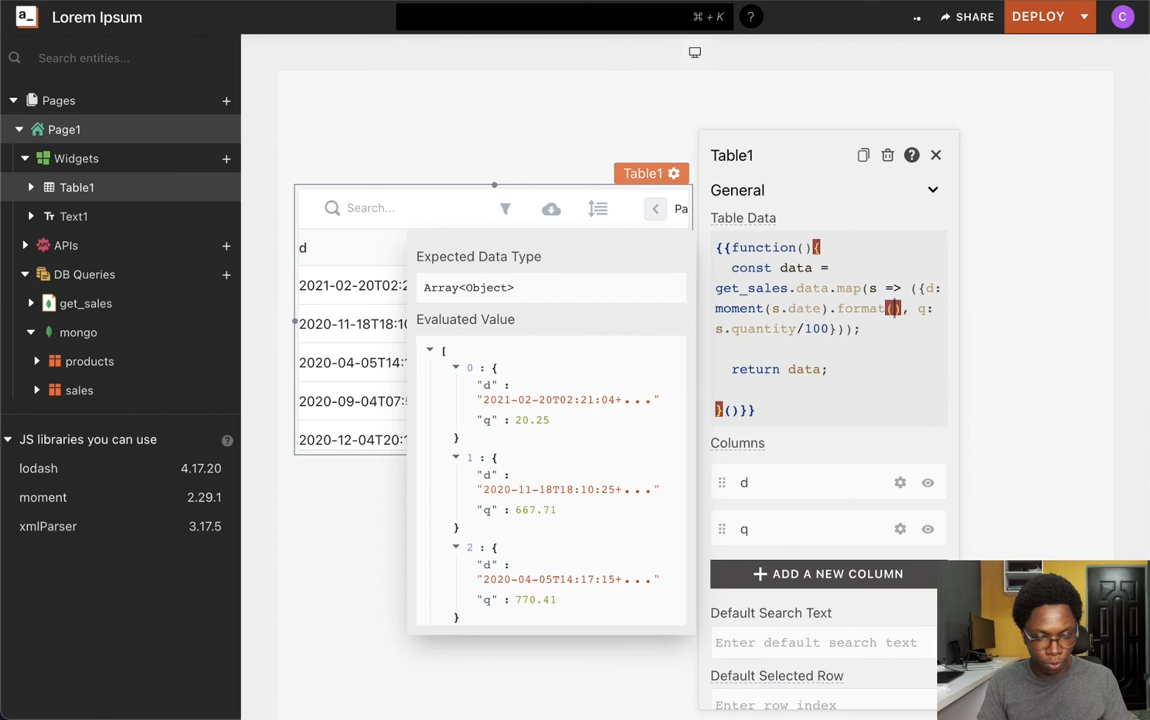 a_ Lorem Ipsum
⌘ + K
?
SHARE
DEPLOY
C
Search entities...
Pages
+
Page1
Widgets
+
Table1
Text1
APIs
+
DB Queries
+
get_sales
mongo
products
sales
JS libraries you can use
?
lodash 4.17.20
moment 2.29.1
xmlParser 3.17.5
Table1
Search...
Pa
d
2021-02-20T02:2
2020-11-18T18:10
2020-04-05T14:
2020-09-04T07:
2020-12-04T20:1
Expected Data Type
Array<Object>
Evaluated Value
[
0 : {
"d" :
"2021-02-20T02:21:04+..."
"q" : 20.25
}
1 : {
"d" :
"2020-11-18T18:10:25+..."
"q" : 667.71
}
2 : {
"d" :
"2020-04-05T14:17:15+..."
"q" : 770.41
}
Table1
?
General
Table Data
{{function(){
const data =
get_sales.data.map(s => ({d:
moment(s.date).format(), q:
s.quantity/100}));
return data;
}()}}
Columns
d
q
+ ADD A NEW COLUMN
Default Search Text
Enter default search text
Default Selected Row
Enter row index